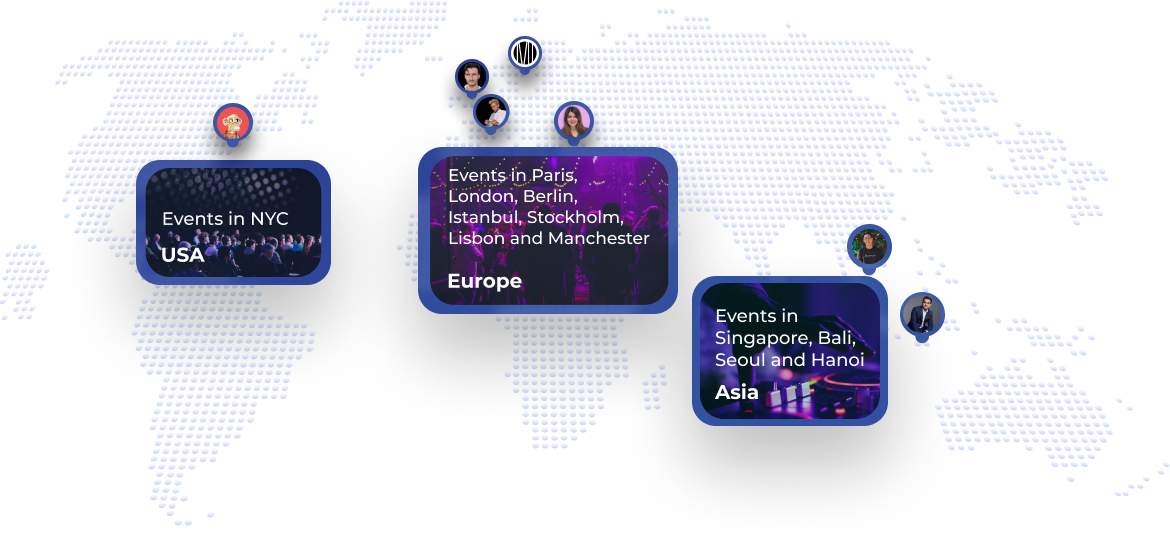 Events in NYC
USA
Events in Paris,
London, Berlin,
Istanbul, Stockholm,
Lisbon and Manchester
Europe
Events in
Singapore, Bali,
Seoul and Hanoi
Asia